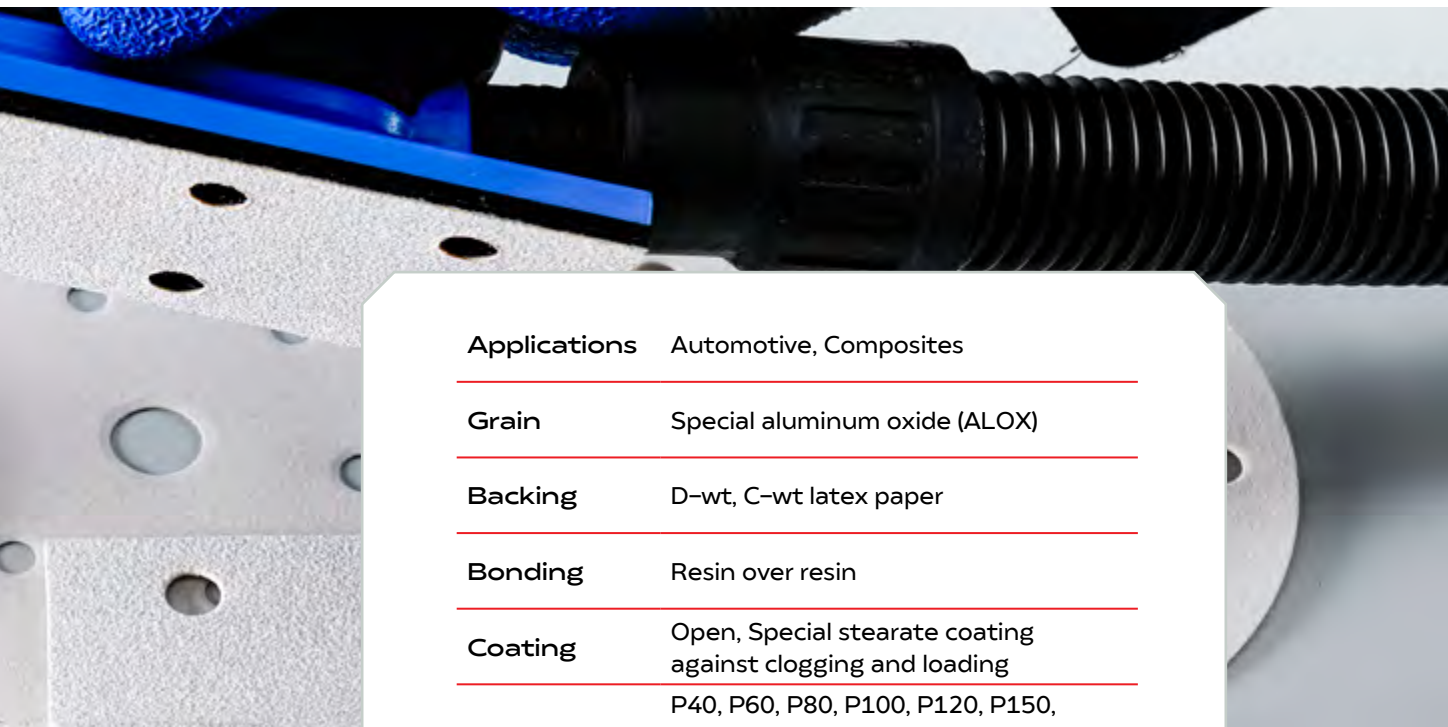 Applications Automotive, Composites
Grain Special aluminum oxide (ALOX)
Backing D-wt, C-wt latex paper
Bonding Resin over resin
Coating Open, Special stearate coating
against clogging and loading
P40, P60, P80, P100, P120, P150,